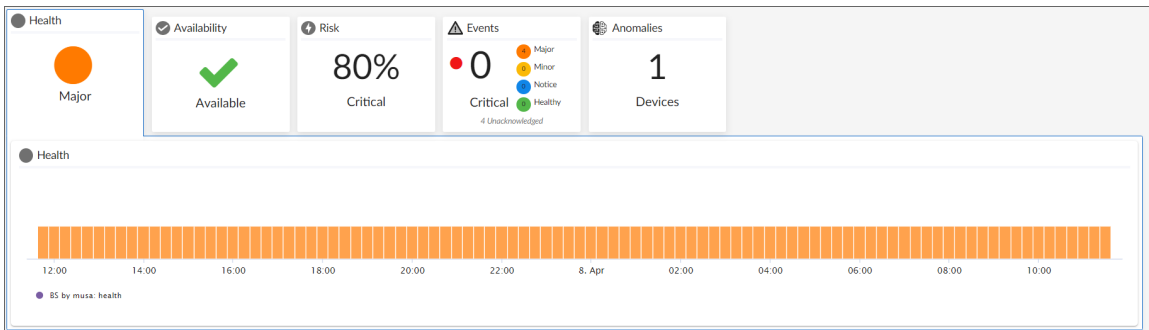 Health
Major
Availability
Available
Risk
80%
Critical
Events
0
Critical
4 Major
0 Minor
0 Notice
0 Healthy
4 Unacknowledged
Anomalies
1
Devices
Health
12:00 14:00 16:00 18:00 20:00 22:00 8. Apr 02:00 04:00 06:00 08:00 10:00
BS by musa: health